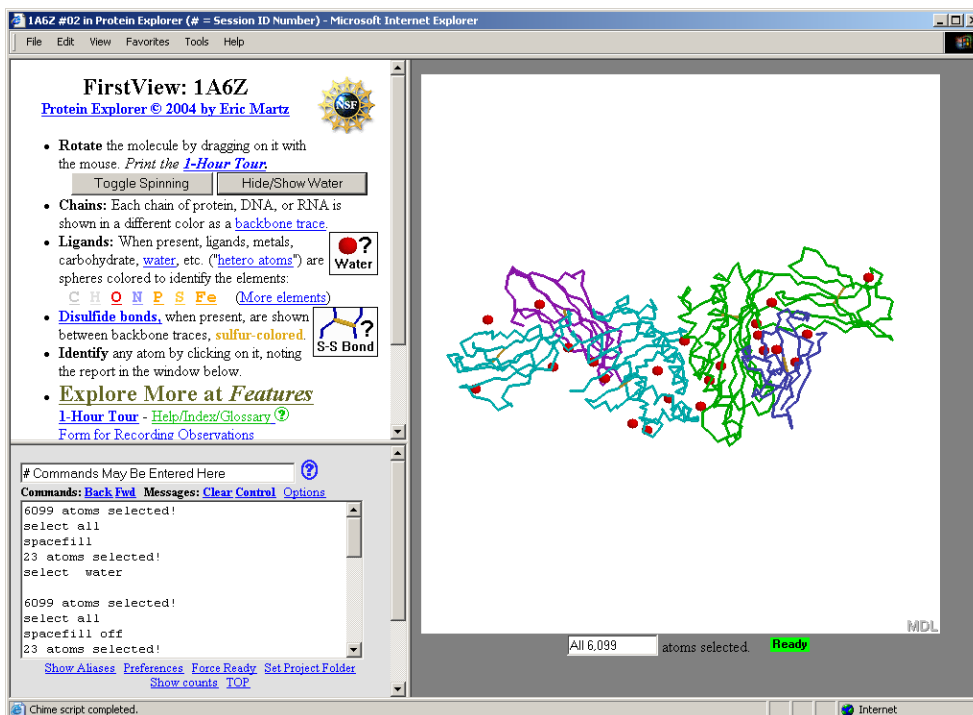 1A6Z #02 in Protein Explorer (# = Session ID Number) - Microsoft Internet Explorer
File Edit View Favorites Tools Help
FirstView: 1A6Z
Protein Explorer © 2004 by Eric Martz
NSF
• Rotate the molecule by dragging on it with
the mouse. Print the 1-Hour Tour.
Toggle Spinning Hide/Show Water
• Chains: Each chain of protein, DNA, or RNA is
shown in a different color as a backbone trace.
• Ligands: When present, ligands, metals,
carbohydrate, water, etc. ("hetero atoms") are
spheres colored to identify the elements:
? Water
C H O N P S Fe (More elements)
• Disulfide bonds, when present, are shown
between backbone traces, sulfur-colored.
? S-S Bond
• Identify any atom by clicking on it, noting
the report in the window below.
• Explore More at Features
1-Hour Tour - Help/Index/Glossary ?
Form for Recording Observations
# Commands May Be Entered Here ?
Commands: Back Fwd Messages: Clear Control Options
6099 atoms selected!
select all
spacefill
23 atoms selected!
select water
6099 atoms selected!
select all
spacefill off
23 atoms selected!
Show Aliases Preferences Force Ready Set Project Folder
Show counts TOP
MDL
All 6,099 atoms selected. Ready
Chime script completed. Internet